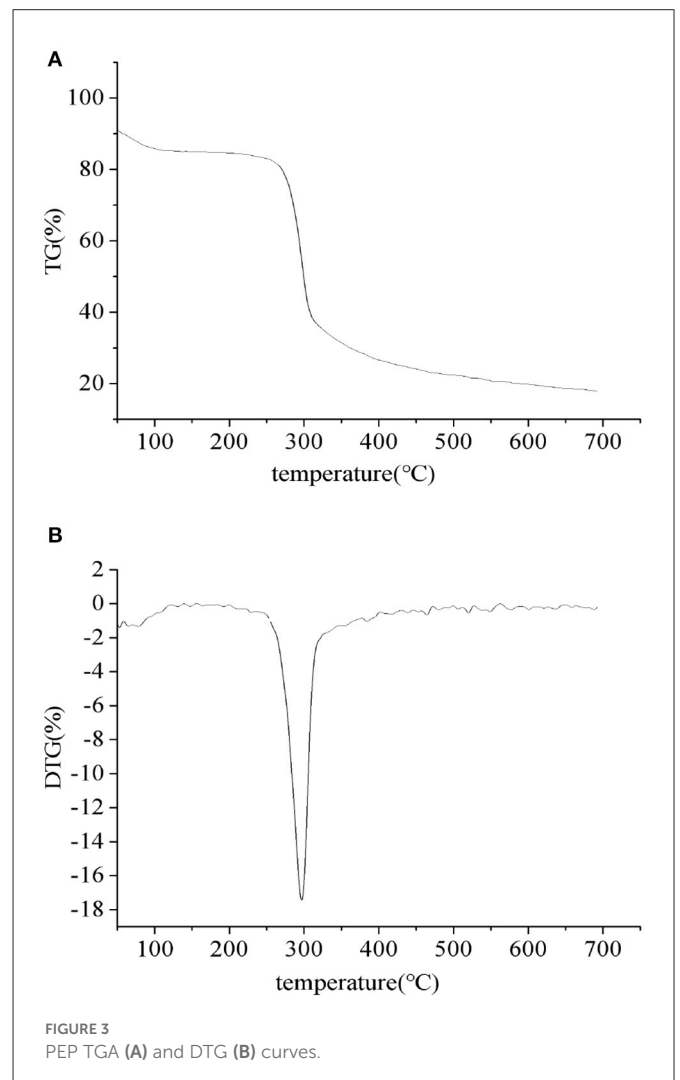 A
100
80
60
40
20
TG(%)
100 200 300 400 500 600 700
temperature(°C)
B
2
0
-2
-4
-6
-8
-10
-12
-14
-16
-18
DTG(%)
100 200 300 400 500 600 700
temperature(°C)
FIGURE 3
PEP TGA (A) and DTG (B) curves.